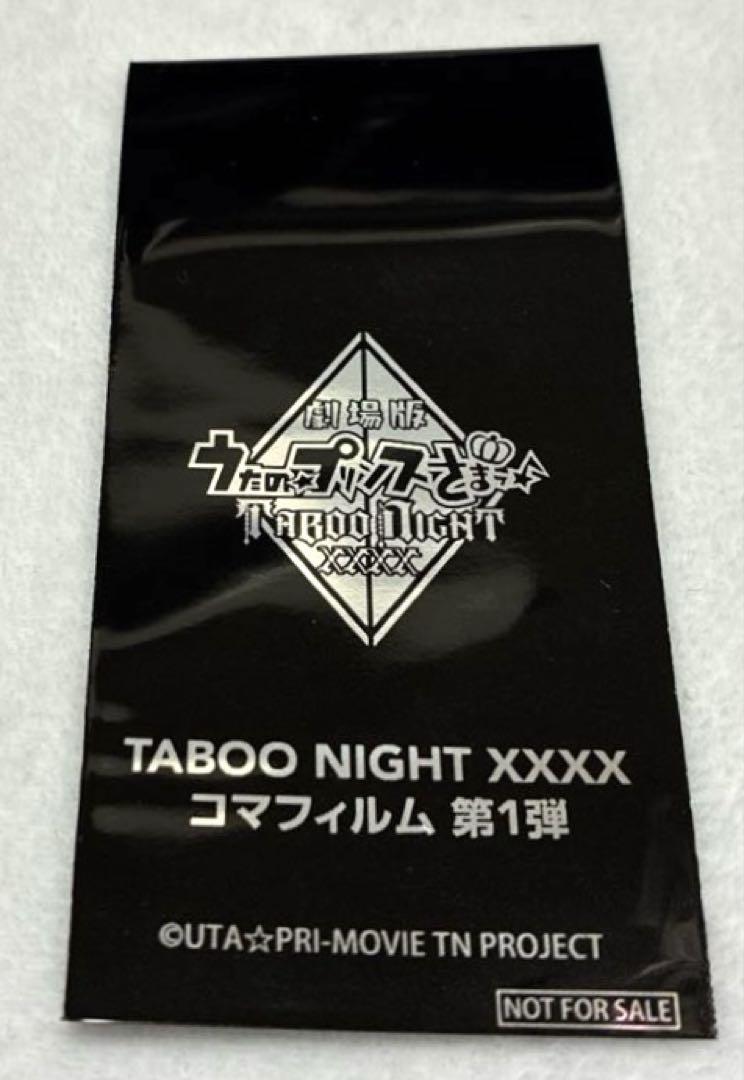 劇場版
うたの☆プリンスさまっ♪
TABOO NIGHT
XXXX
TABOO NIGHT XXXX
コマフィルム 第1弾
©UTA☆PRI-MOVIE TN PROJECT
NOT FOR SALE